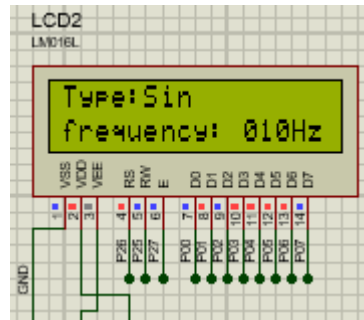 LCD2
LM016L
Type:Sin
frequency: 010Hz
VSS VDD VEE RS RW E D0 D1 D2 D3 D4 D5 D6 D7
1 2 3 4 5 6 7 8 9 10 11 12 13 14
P26 P25 P27 P00 P01 P02 P03 P04 P05 P06 P07
GND